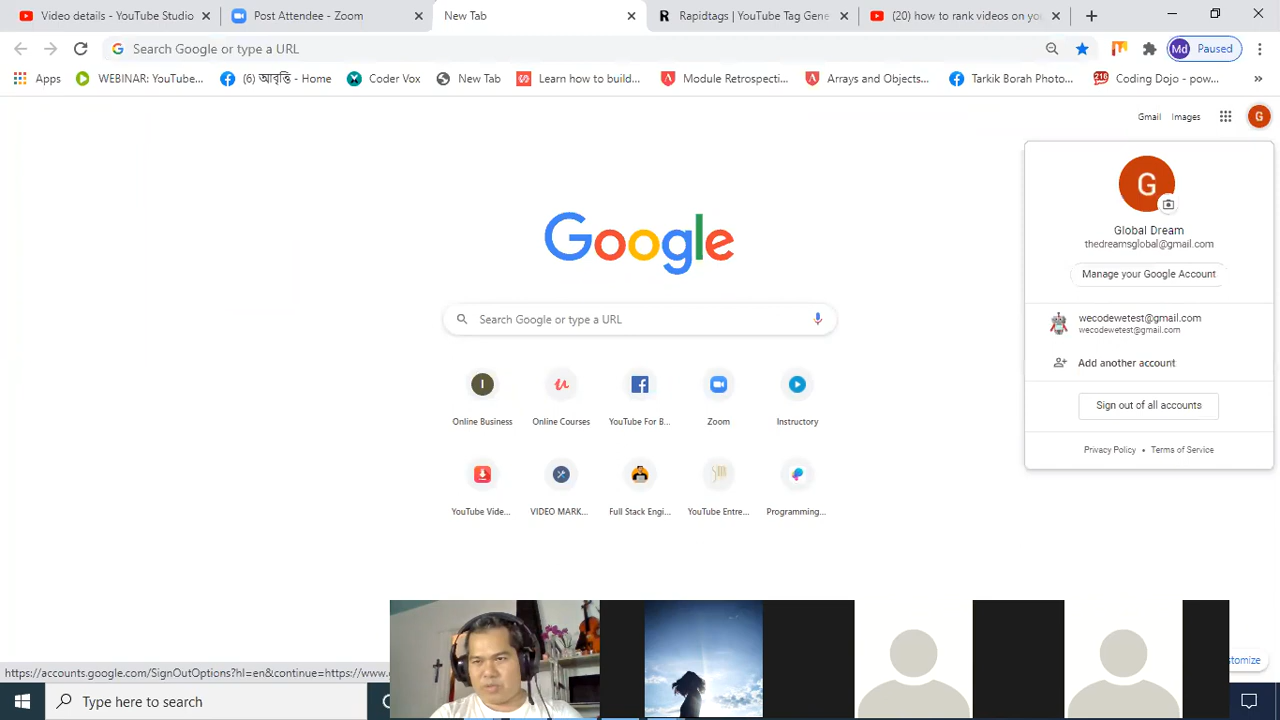 Video details - YouTube Studio
Post Attendee - Zoom
New Tab
R Rapidtags | YouTube Tag Gene
(20) how to rank videos on yo
Search Google or type a URL
Md Paused
Apps
WEBINAR: YouTube...
(6) আবৃত্তি - Home
Coder Vox
New Tab
Learn how to build...
Module Retrospecti...
Arrays and Objects...
Tarkik Borah Photo...
216
Coding Dojo - pow...
»
Gmail Images
G
G
Global Dream
thedreamsglobal@gmail.com
Manage your Google Account
wecodewetest@gmail.com
wecodewetest@gmail.com
Add another account
Sign out of all accounts
Privacy Policy • Terms of Service
Google
Search Google or type a URL
I
Online Business
Online Courses
YouTube For B...
Zoom
Instructory
YouTube Vide...
VIDEO MARK...
Full Stack Engi...
YouTube Entre...
Programming...
https://accounts.google.com/SignOutOptions?hl=en&continue=https://www.
stomize
Type here to search